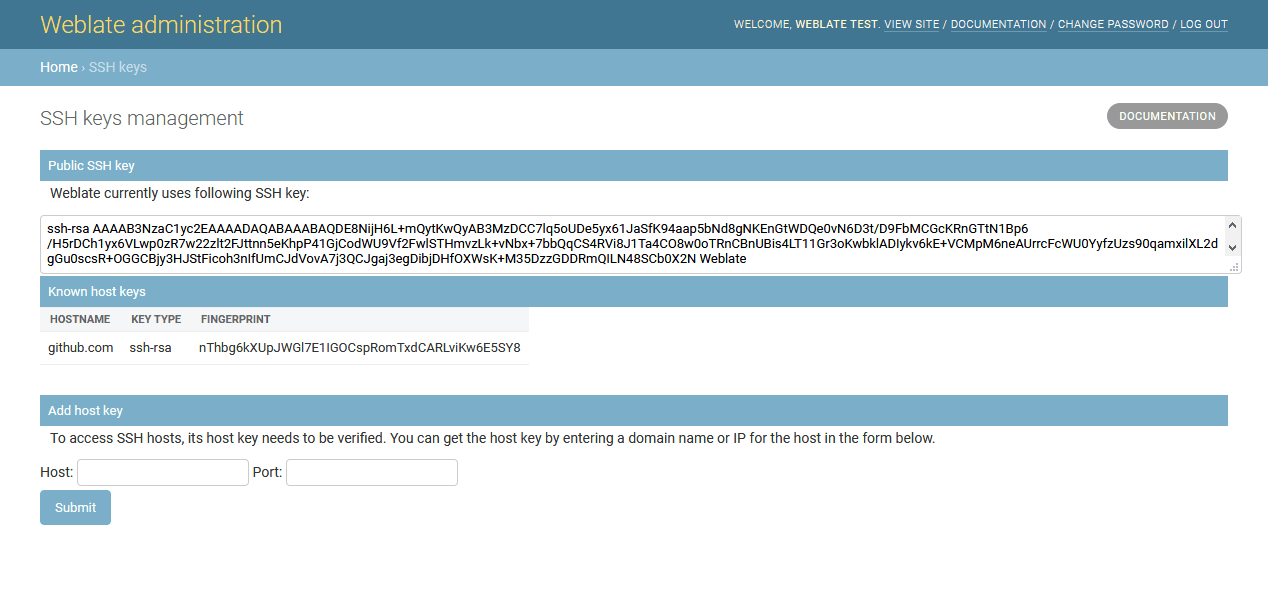 Weblate administration
WELCOME, WEBLATE TEST. VIEW SITE / DOCUMENTATION / CHANGE PASSWORD / LOG OUT
Home › SSH keys
SSH keys management
DOCUMENTATION
Public SSH key
Weblate currently uses following SSH key:
ssh-rsa AAAAB3NzaC1yc2EAAAADAQABAAABAQDE8NijH6L+mQytKwQyAB3MzDCC7lq5oUDe5yx61JaSfK94aap5bNd8gNKEnGtWDQe0vN6D3t/D9FbMCGcKRnGTtN1Bp6
/H5rDCh1yx6VLwp0zR7w22zlt2FJttnn5eKhpP41GjCodWU9Vf2FwlSTHmvzLk+vNbx+7bbQqCS4RVi8J1Ta4CO8w0oTRnCBnUBis4LT11Gr3oKwbklADIykv6kE+VCMpM6neAUrrcFcWU0YyfzUzs90qamxilXL2d
gGu0scsR+OGGCBjy3HJStFicoh3nIfUmCJdVovA7j3QCJgaj3egDibjDHfOXWsK+M35DzzGDDRmQILN48SCb0X2N Weblate
Known host keys
HOSTNAME KEY TYPE FINGERPRINT
github.com ssh-rsa nThbg6kXUpJWGl7E1IGOCspRomTxdCARLviKw6E5SY8
Add host key
To access SSH hosts, its host key needs to be verified. You can get the host key by entering a domain name or IP for the host in the form below.
Host: Port:
Submit